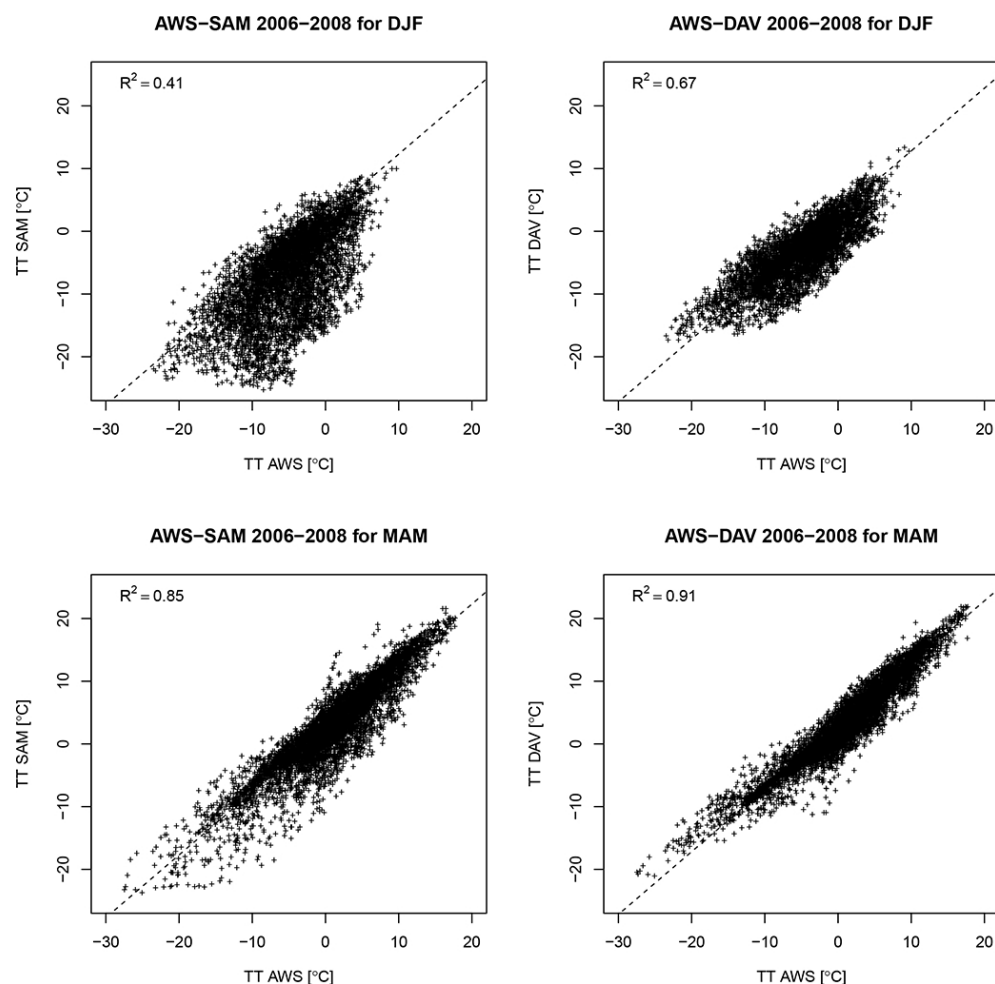 AWS−SAM 2006−2008 for DJF
R² = 0.41
TT SAM [°C]
20
10
0
−10
−20
−30 −20 −10 0 10 20
TT AWS [°C]
AWS−DAV 2006−2008 for DJF
R² = 0.67
TT DAV [°C]
20
10
0
−10
−20
−30 −20 −10 0 10 20
TT AWS [°C]
AWS−SAM 2006−2008 for MAM
R² = 0.85
TT SAM [°C]
20
10
0
−10
−20
−30 −20 −10 0 10 20
TT AWS [°C]
AWS−DAV 2006−2008 for MAM
R² = 0.91
TT DAV [°C]
20
10
0
−10
−20
−30 −20 −10 0 10 20
TT AWS [°C]